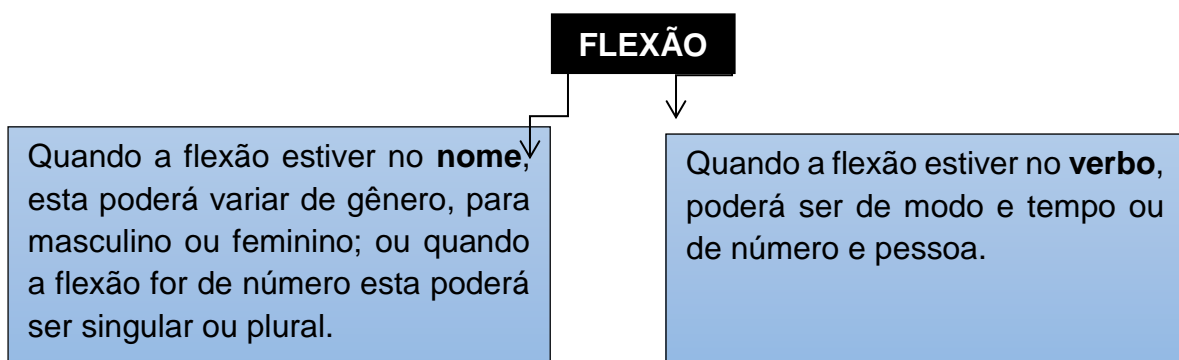 FLEXÃO
Quando a flexão estiver no nome,
esta poderá variar de gênero, para
masculino ou feminino; ou quando
a flexão for de número esta poderá
ser singular ou plural.
Quando a flexão estiver no verbo,
poderá ser de modo e tempo ou
de número e pessoa.